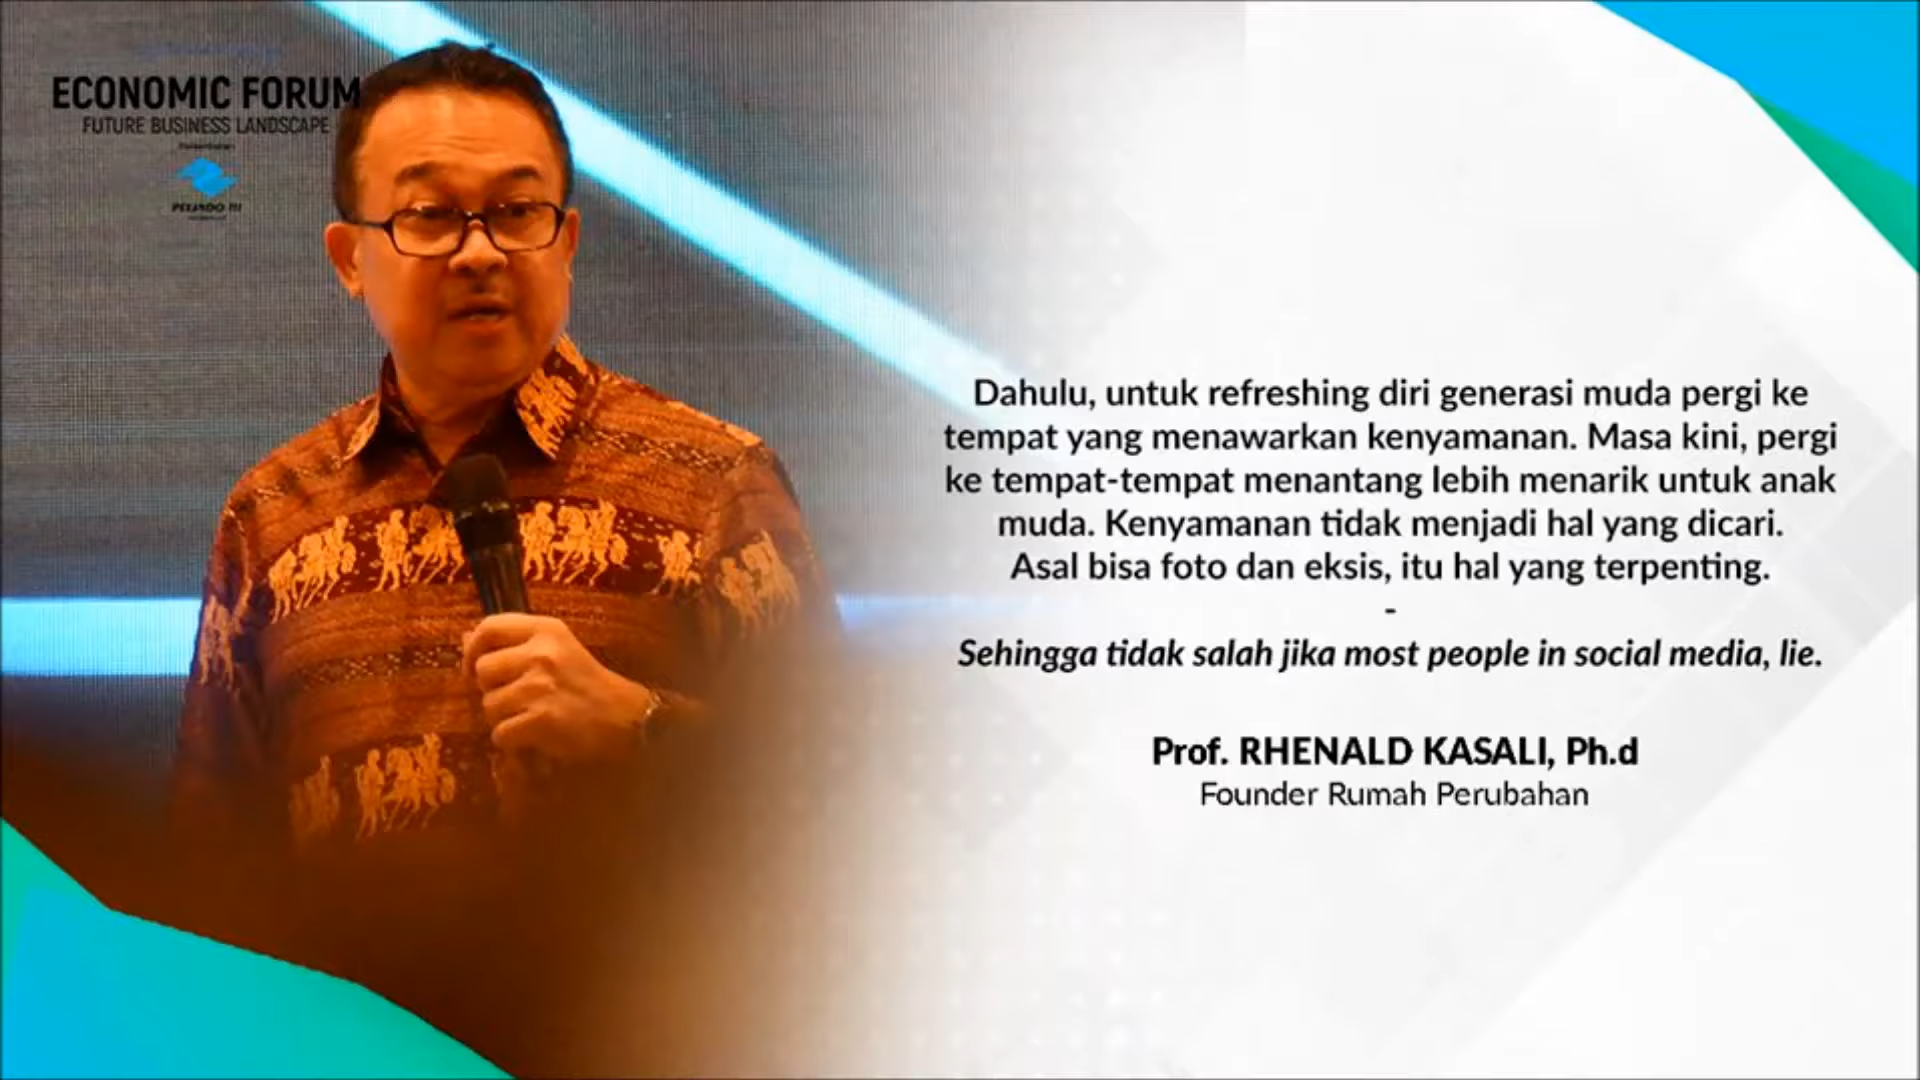 ECONOMIC FORUM
FUTURE BUSINESS LANDSCAPE
PELINDO III
Dahulu, untuk refreshing diri generasi muda pergi ke
tempat yang menawarkan kenyamanan. Masa kini, pergi
ke tempat-tempat menantang lebih menarik untuk anak
muda. Kenyamanan tidak menjadi hal yang dicari.
Asal bisa foto dan eksis, itu hal yang terpenting.
-
Sehingga tidak salah jika most people in social media, lie.
Prof. RHENALD KASALI, Ph.d
Founder Rumah Perubahan